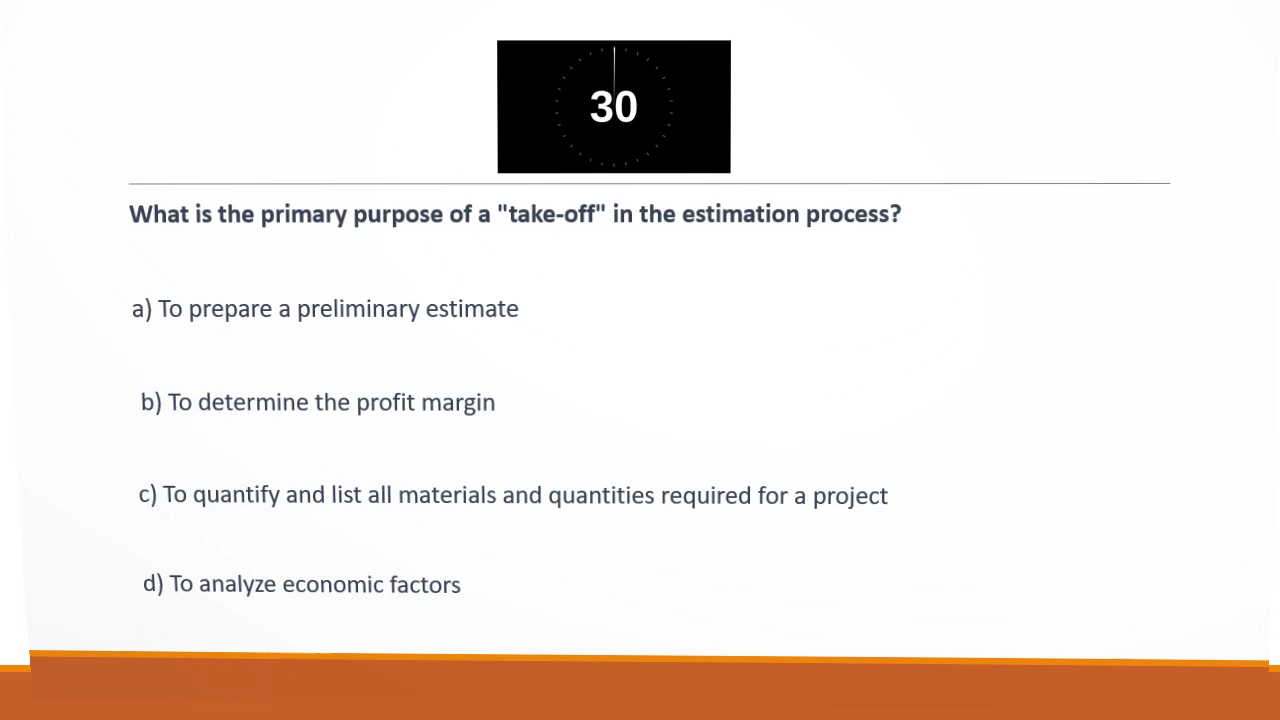 30
What is the primary purpose of a "take-off" in the estimation process?
a) To prepare a preliminary estimate
b) To determine the profit margin
c) To quantify and list all materials and quantities required for a project
d) To analyze economic factors